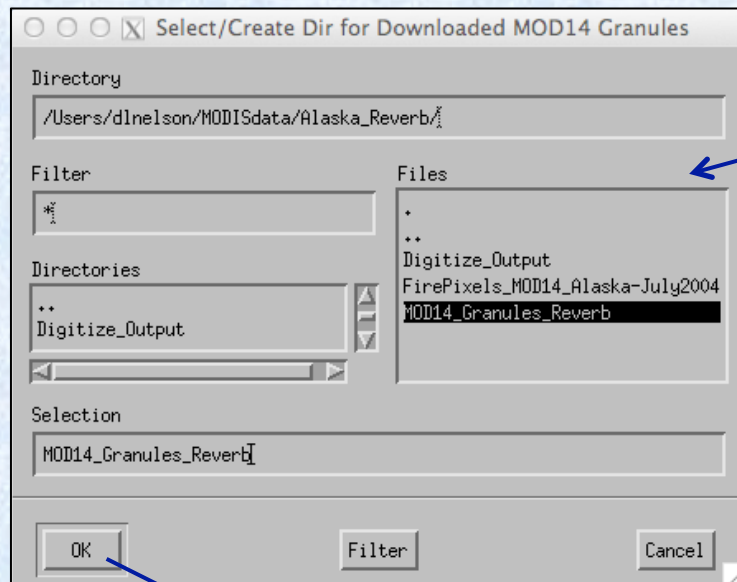 Select/Create Dir for Downloaded MOD14 Granules
Directory
/Users/dlnelson/MODISdata/Alaska_Reverb/
Filter
*
Directories
..
Digitize_Output
Files
.
..
Digitize_Output
FirePixels_MOD14_Alaska-July2004
MOD14_Granules_Reverb
Selection
MOD14_Granules_Reverb
OK
Filter
Cancel